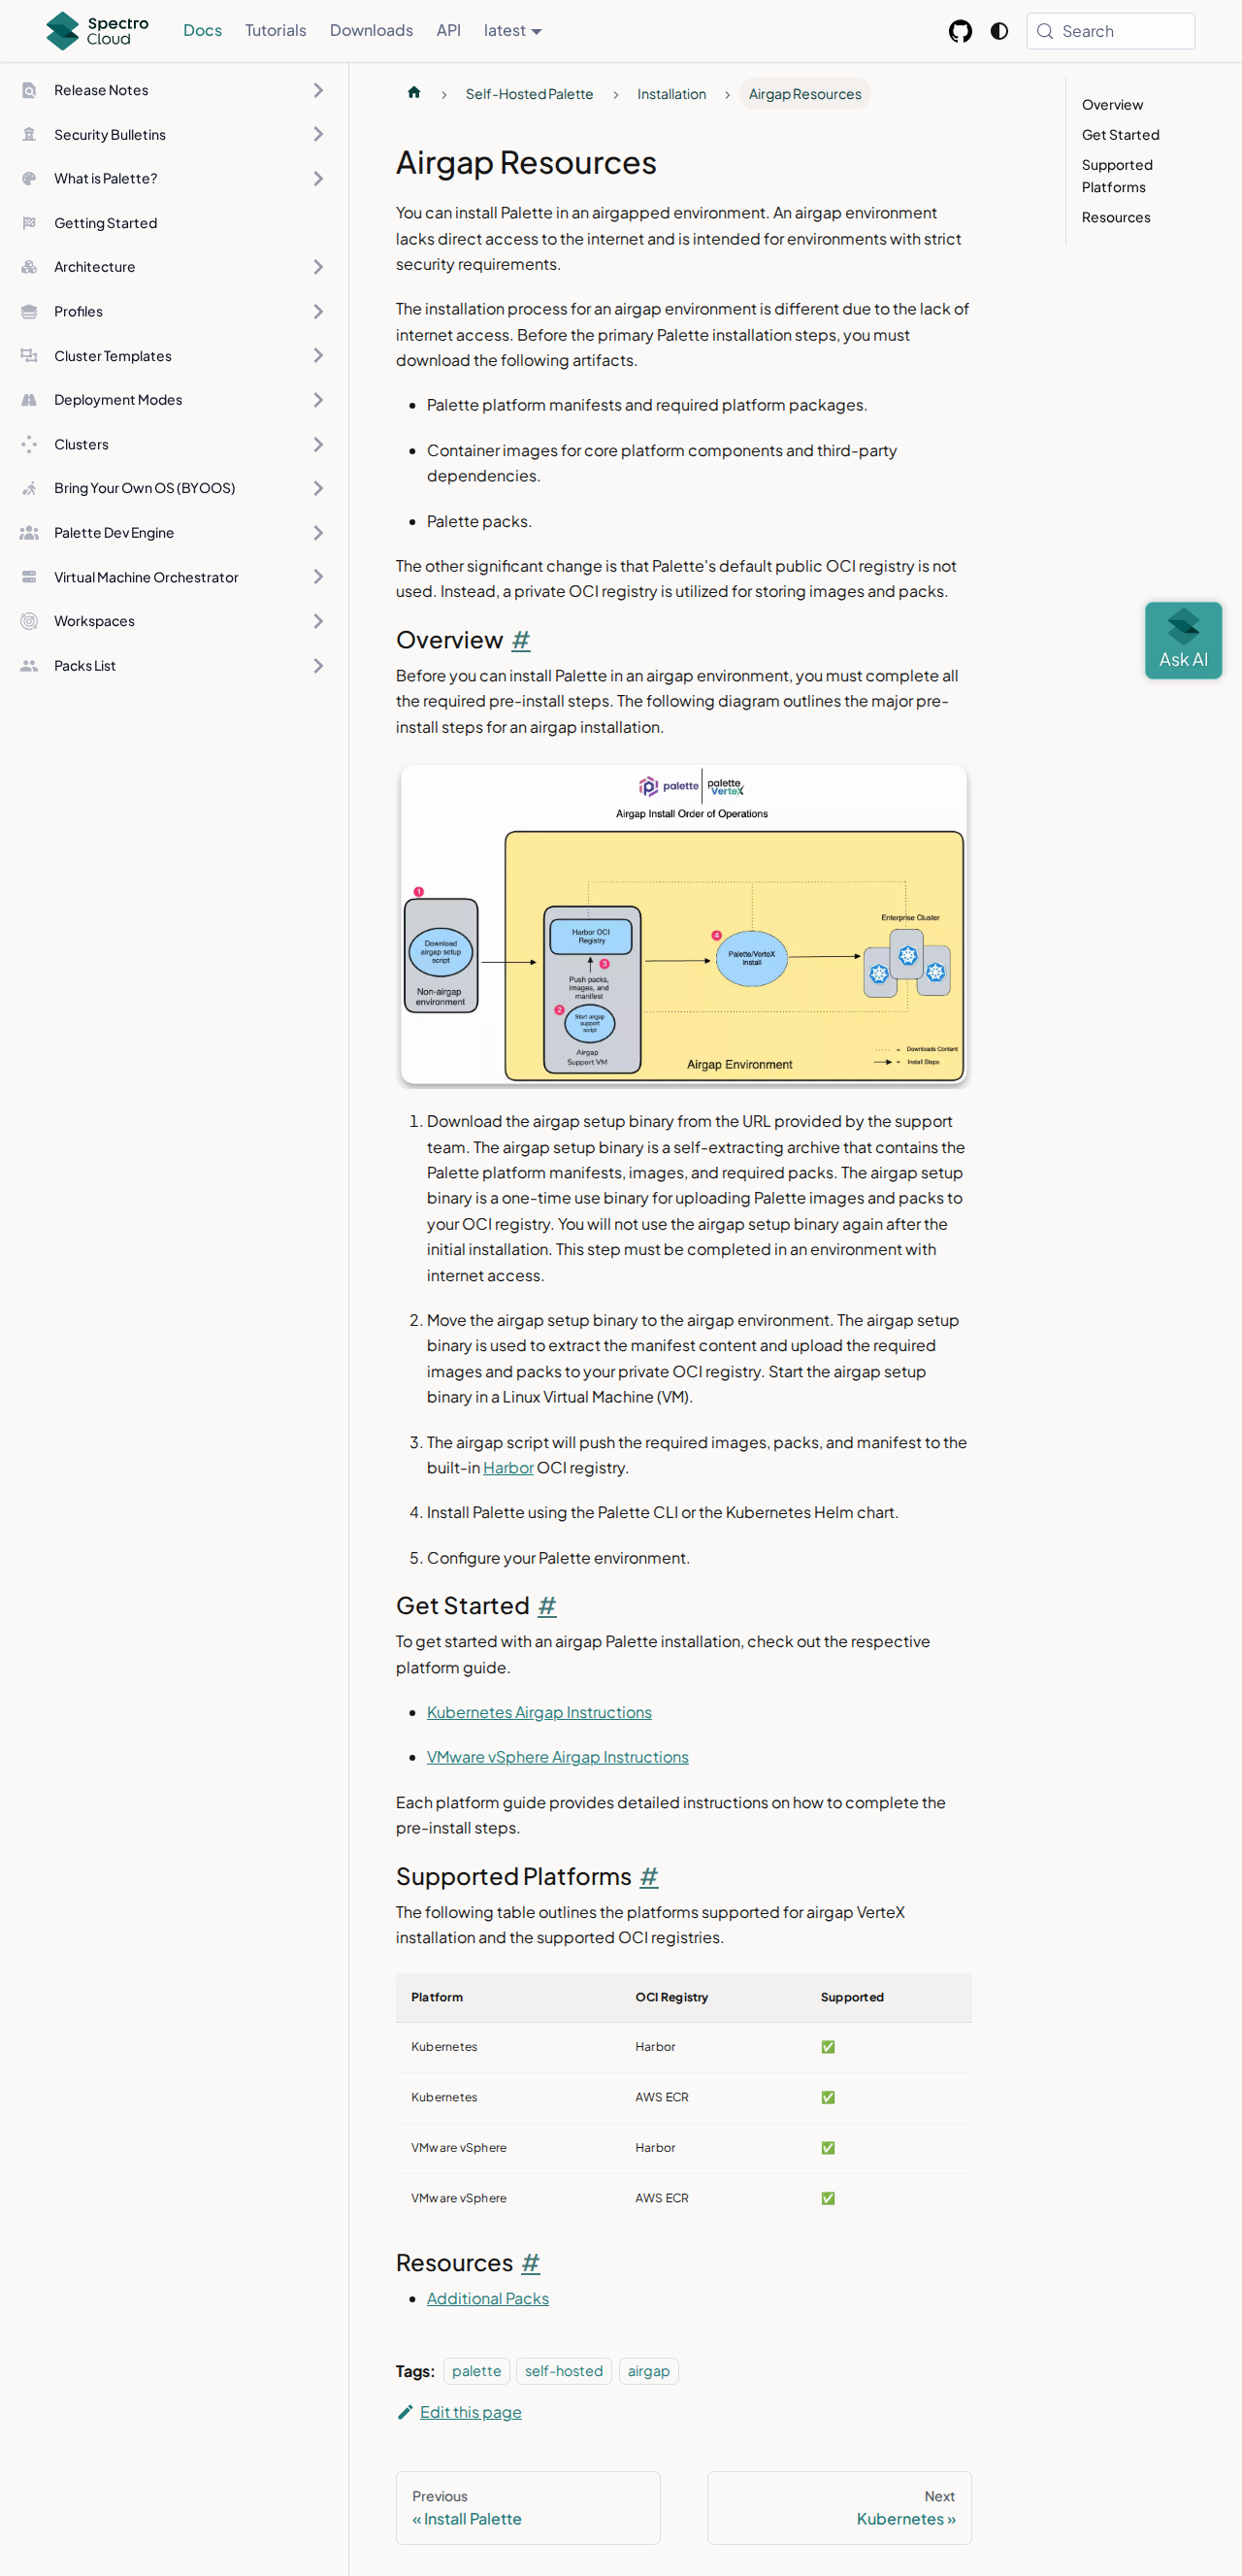 Spectro
Cloud
Docs
Tutorials
Downloads
API
latest
Search
Release Notes
Security Bulletins
What is Palette?
Getting Started
Architecture
Profiles
Cluster Templates
Deployment Modes
Clusters
Bring Your Own OS (BYOOS)
Palette Dev Engine
Virtual Machine Orchestrator
Workspaces
Packs List
Self-Hosted Palette
Installation
Airgap Resources
Airgap Resources
You can install Palette in an airgapped environment. An airgap environment
lacks direct access to the internet and is intended for environments with strict
security requirements.
The installation process for an airgap environment is different due to the lack of
internet access. Before the primary Palette installation steps, you must
download the following artifacts.
Palette platform manifests and required platform packages.
Container images for core platform components and third-party
dependencies.
Palette packs.
The other significant change is that Palette's default public OCI registry is not
used. Instead, a private OCI registry is utilized for storing images and packs.
Overview #
Before you can install Palette in an airgap environment, you must complete all
the required pre-install steps. The following diagram outlines the major pre-
install steps for an airgap installation.
palette
palette
VerteX
Airgap Install Order of Operations
1
Download
airgap setup
script
Non-airgap
environment
Harbor OCI
Registry
3
Push packs,
images, and
manifest
2
Start airgap
support
script
Airgap
Support VM
4
Palette/VerteX
Install
Enterprise Cluster
Airgap Environment
= Downloads Content
= Install Steps
1. Download the airgap setup binary from the URL provided by the support
team. The airgap setup binary is a self-extracting archive that contains the
Palette platform manifests, images, and required packs. The airgap setup
binary is a one-time use binary for uploading Palette images and packs to
your OCI registry. You will not use the airgap setup binary again after the
initial installation. This step must be completed in an environment with
internet access.
2. Move the airgap setup binary to the airgap environment. The airgap setup
binary is used to extract the manifest content and upload the required
images and packs to your private OCI registry. Start the airgap setup
binary in a Linux Virtual Machine (VM).
3. The airgap script will push the required images, packs, and manifest to the
built-in Harbor OCI registry.
4. Install Palette using the Palette CLI or the Kubernetes Helm chart.
5. Configure your Palette environment.
Get Started #
To get started with an airgap Palette installation, check out the respective
platform guide.
Kubernetes Airgap Instructions
VMware vSphere Airgap Instructions
Each platform guide provides detailed instructions on how to complete the
pre-install steps.
Supported Platforms #
The following table outlines the platforms supported for airgap VerteX
installation and the supported OCI registries.
Platform OCI Registry Supported
Kubernetes Harbor ✅
Kubernetes AWS ECR ✅
VMware vSphere Harbor ✅
VMware vSphere AWS ECR ✅
Resources #
Additional Packs
Tags: palette self-hosted airgap
Edit this page
Previous
« Install Palette
Next
Kubernetes »
Overview
Get Started
Supported
Platforms
Resources
Ask AI